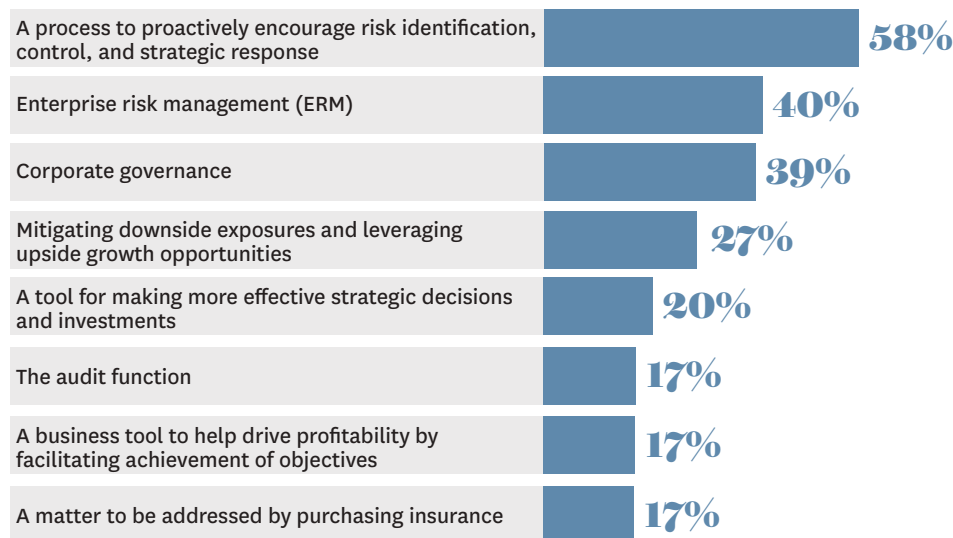 A process to proactively encourage risk identification,
control, and strategic response
58%
Enterprise risk management (ERM)
40%
Corporate governance
39%
Mitigating downside exposures and leveraging
upside growth opportunities
27%
A tool for making more effective strategic decisions
and investments
20%
The audit function
17%
A business tool to help drive profitability by
facilitating achievement of objectives
17%
A matter to be addressed by purchasing insurance
17%